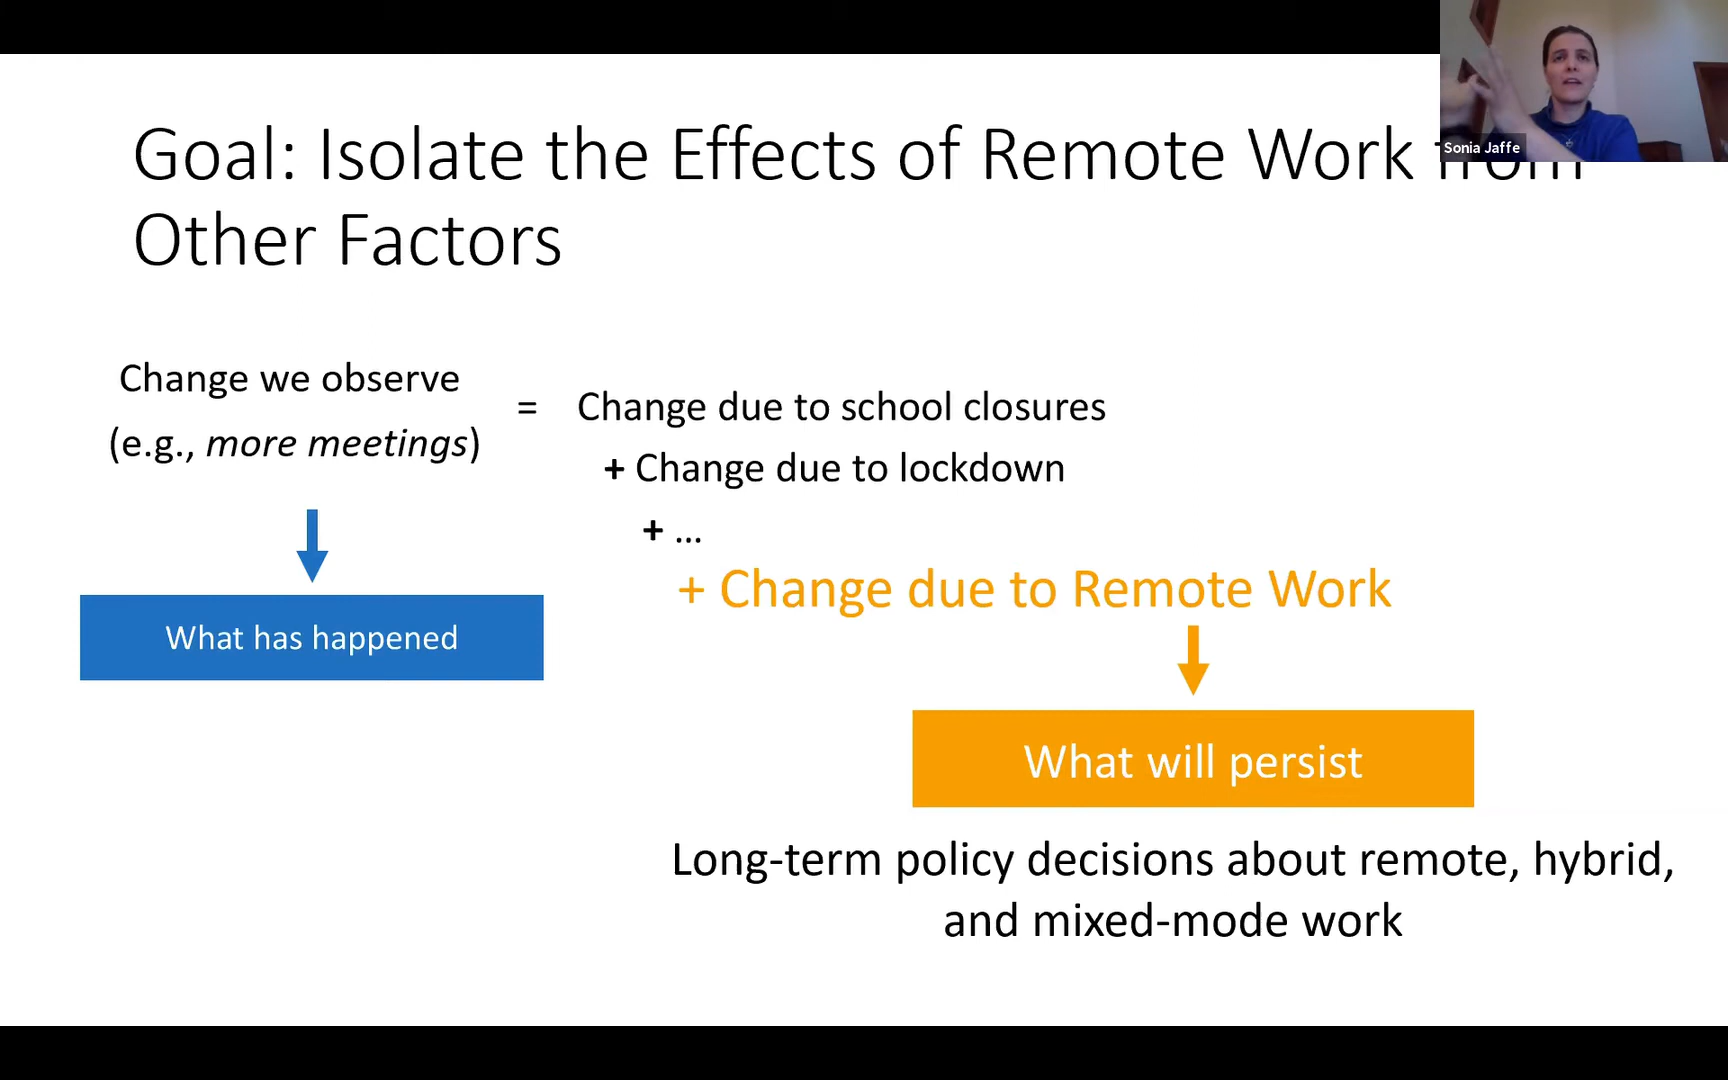 Goal: Isolate the Effects of Remote Work from
Other Factors
Sonia Jaffe
Change we observe
(e.g., more meetings)
= Change due to school closures
+ Change due to lockdown
+ ...
+ Change due to Remote Work
What has happened
What will persist
Long-term policy decisions about remote, hybrid,
and mixed-mode work